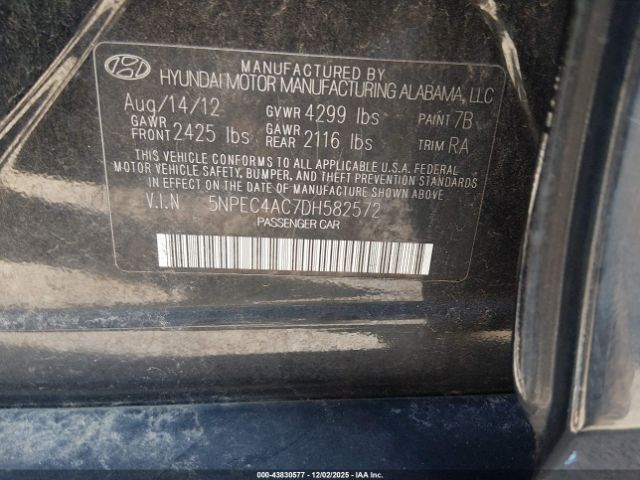 MANUFACTURED BY
HYUNDAI MOTOR MANUFACTURING ALABAMA, LLC
Aug/14/12 GVWR 4299 lbs PAINT 7B
GAWR FRONT 2425 lbs GAWR REAR 2116 lbs TRIM RA
THIS VEHICLE CONFORMS TO ALL APPLICABLE U.S.A. FEDERAL
MOTOR VEHICLE SAFETY, BUMPER, AND THEFT PREVENTION STANDARDS
IN EFFECT ON THE DATE OF MANUFACTURE SHOWN ABOVE.
V.I.N 5NPEC4AC7DH582572
PASSENGER CAR
000-43830577 - 12/02/2025 - IAAI.COM